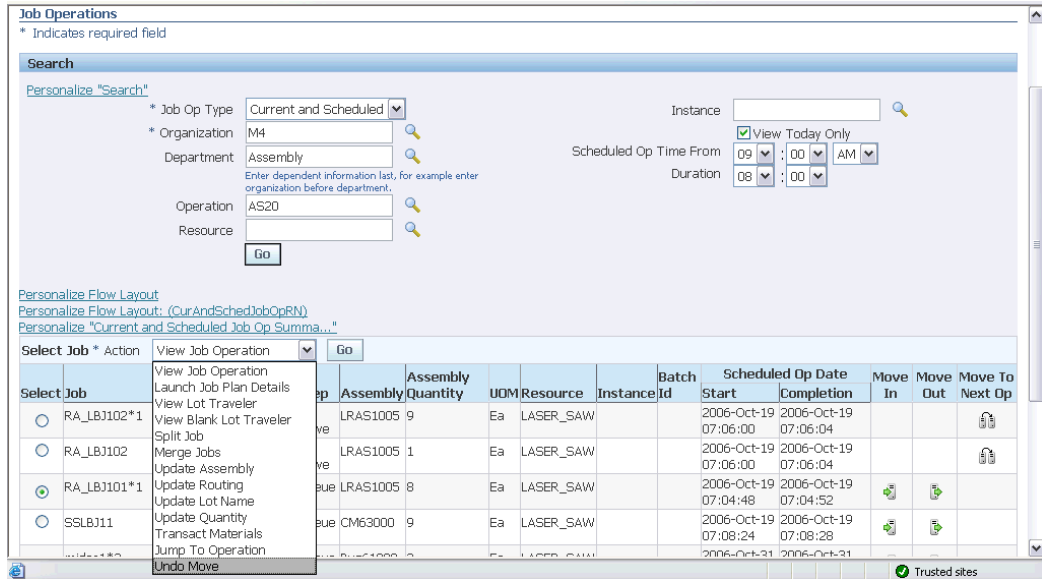 Job Operations
* Indicates required field
Search
Personalize "Search"
* Job Op Type Current and Scheduled
* Organization M4
Department Assembly
Enter dependent information last, for example enter
organization before department.
Operation AS20
Resource
Go
Instance
View Today Only
Scheduled Op Time From 09 : 00 AM
Duration 08 : 00
Personalize Flow Layout
Personalize Flow Layout: (CurAndSchedJobOpRN)
Personalize "Current and Scheduled Job Op Summa..."
Select Job * Action View Job Operation Go
View Job Operation
Launch Job Plan Details
View Lot Traveler
View Blank Lot Traveler
Split Job
Merge Jobs
Update Assembly
Update Routing
Update Lot Name
Update Quantity
Transact Materials
Jump To Operation
Undo Move
Select Job Assembly Assembly Quantity UOM Resource Instance Batch Id Scheduled Op Date Start Completion Move In Move Out Move To Next Op
RA_LBJ102*1 LRAS1005 9 Ea LASER_SAW 2006-Oct-19 07:06:00 2006-Oct-19 07:06:04
RA_LBJ102 LRAS1005 1 Ea LASER_SAW 2006-Oct-19 07:06:00 2006-Oct-19 07:06:04
RA_LBJ101*1 LRAS1005 8 Ea LASER_SAW 2006-Oct-19 07:04:48 2006-Oct-19 07:04:52
SSLBJ11 CM63000 9 Ea LASER_SAW 2006-Oct-19 07:08:24 2006-Oct-19 07:08:28
2006-Oct-31 2006-Oct-31
Trusted sites